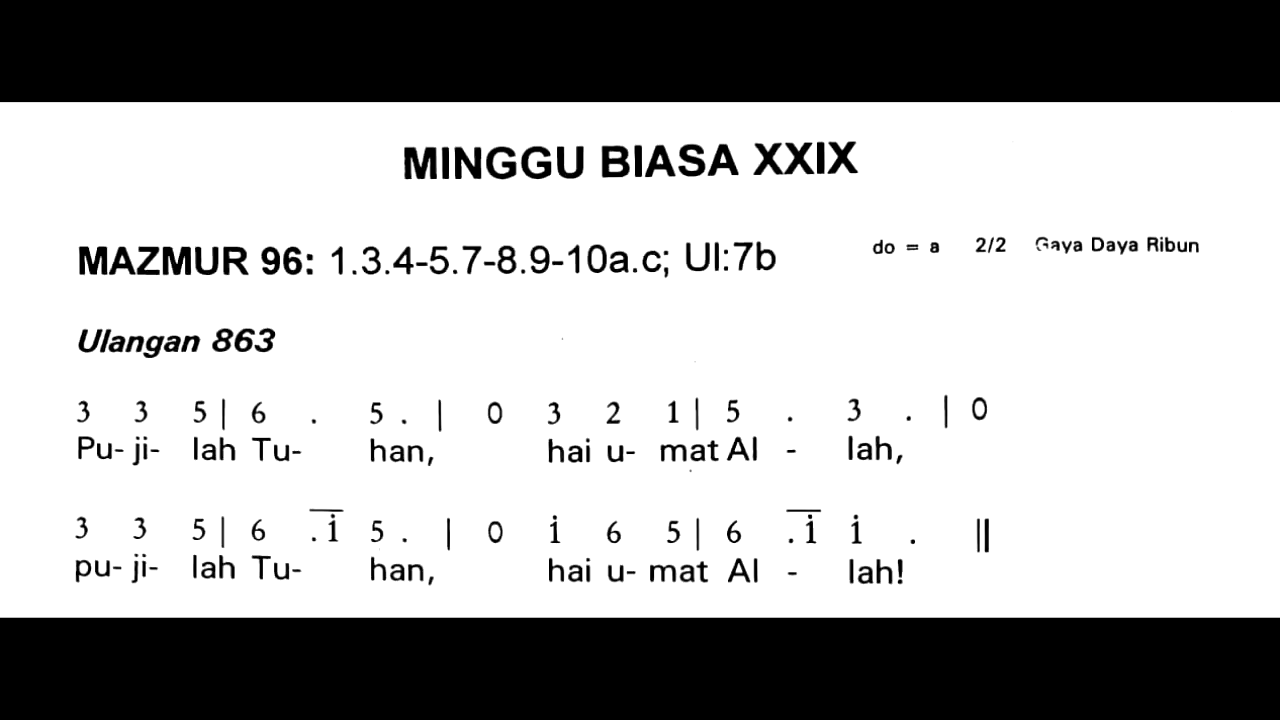 MINGGU BIASA XXIX
MAZMUR 96: 1.3.4-5.7-8.9-10a.c; Ul:7b do = a 2/2 Gaya Daya Ribun
Ulangan 863
3 3 5 | 6 . 5 . | 0 3 2 1 | 5 . 3 . | 0
Pu- ji- lah Tu- han, hai u- mat Al - lah,
3 3 5 | 6 .i̇ 5 . | 0 i̇ 6 5 | 6 .i̇ i̇ . ||
pu- ji- lah Tu- han, hai u- mat Al - lah!